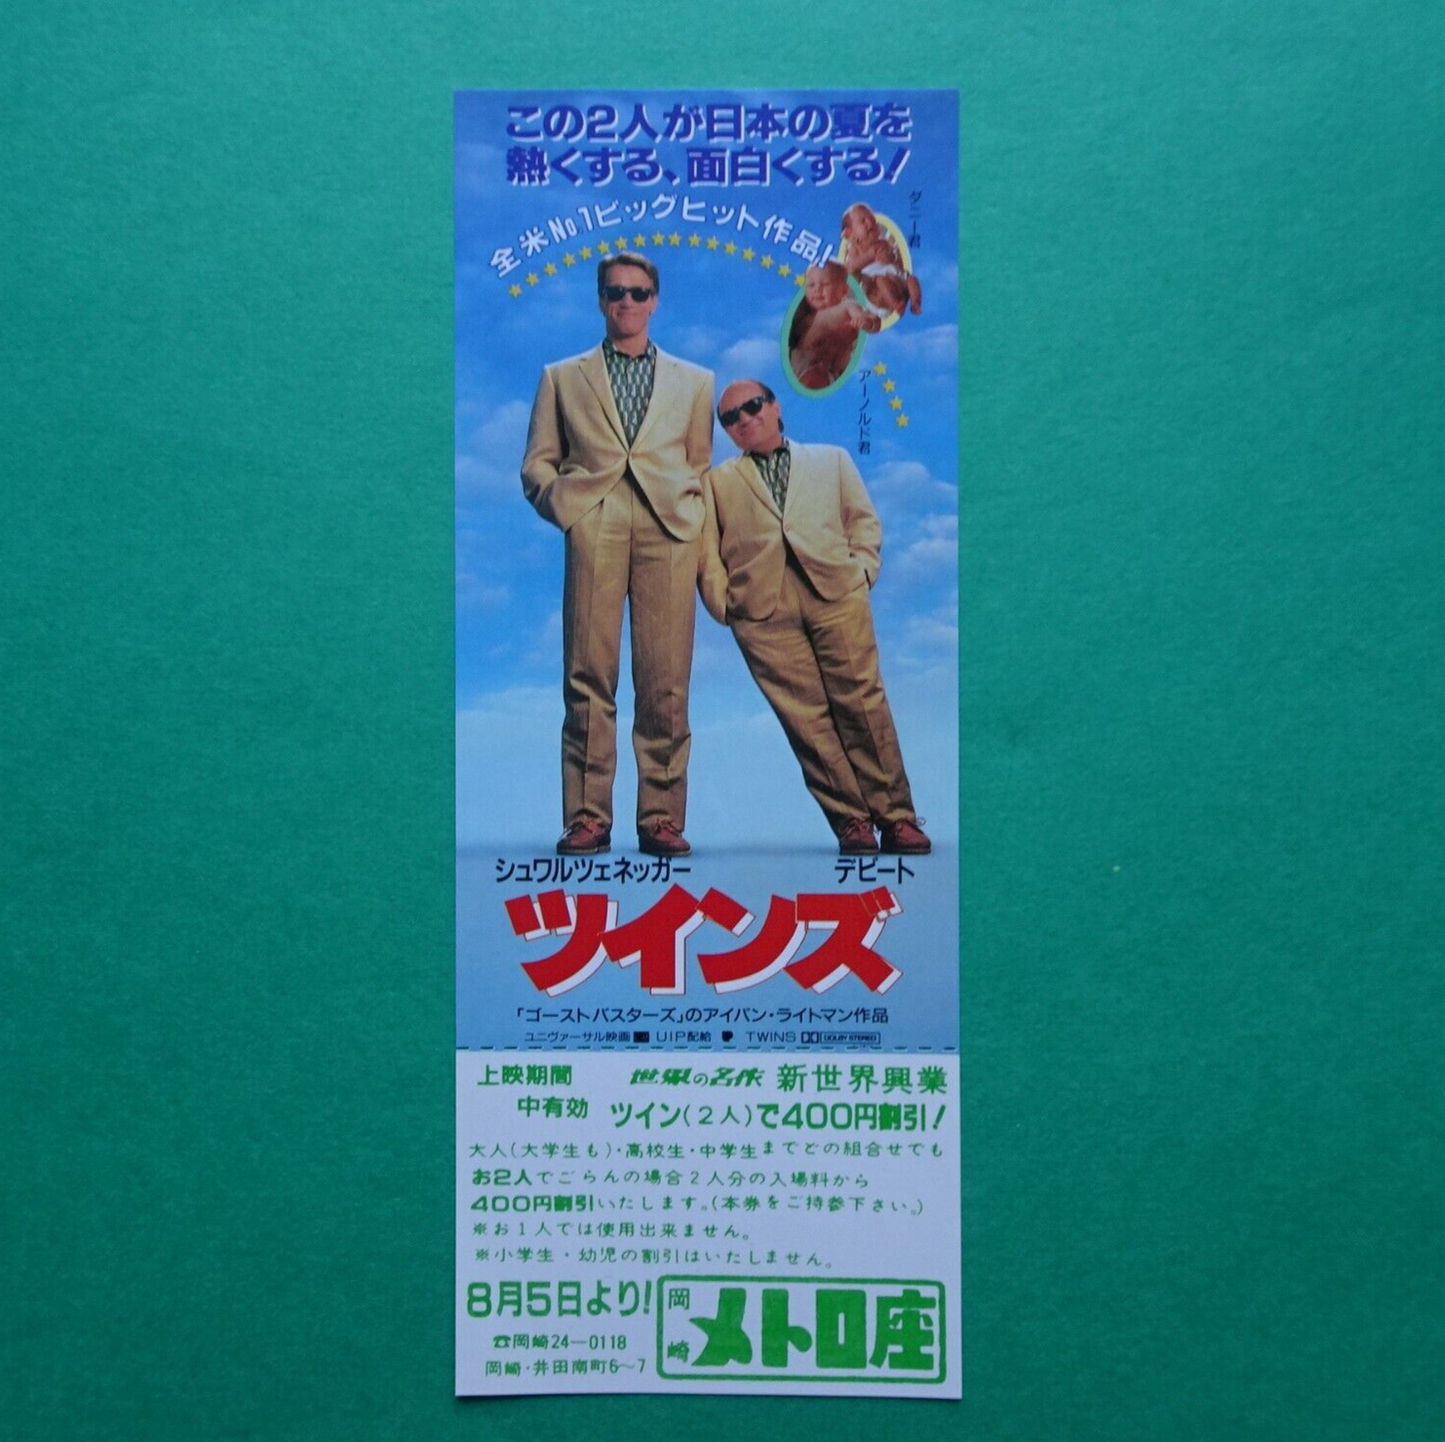 この2人が日本の夏を
熱くする、面白くする!
全米No.1ビッグヒット作品!
ダニー君
アーノルド君
シュワルツェネッガー デビート
ツインズ
「ゴーストバスターズ」のアイバン・ライトマン作品
ユニヴァーサル映画 UIP配給 TWINS DOLBY STEREO
上映期間 世界の名作 新世界興業
中有効 ツイン(2人)で400円割引!
大人(大学生も)・高校生・中学生までどの組合せでも
お2人でごらんの場合2人分の入場料から
400円割引いたします。(本券をご持参下さい。)
※お1人では使用出来ません。
※小学生・幼児の割引はいたしません。
8月5日より!
岡崎 メトロ座
☎岡崎24―0118
岡崎・井田南町6〜7